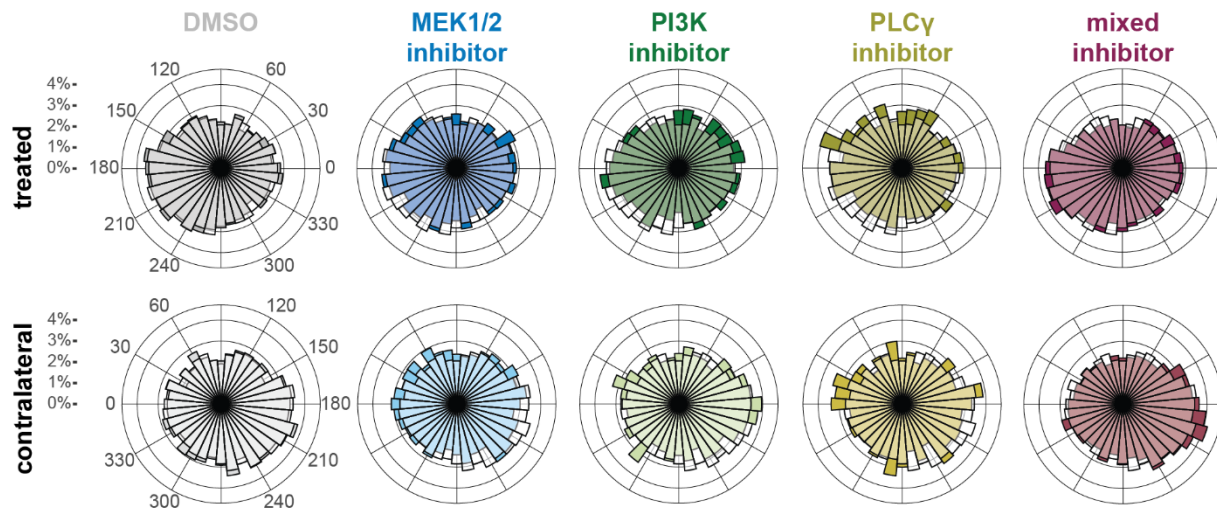 DMSO
MEK1/2
inhibitor
PI3K
inhibitor
PLCγ
inhibitor
mixed
inhibitor
treated
4%-
3%-
2%-
1%-
0%-
120
60
150
30
180
0
210
330
240
300
contralateral
4%-
3%-
2%-
1%-
0%-
60
120
30
150
0
180
330
210
300
240